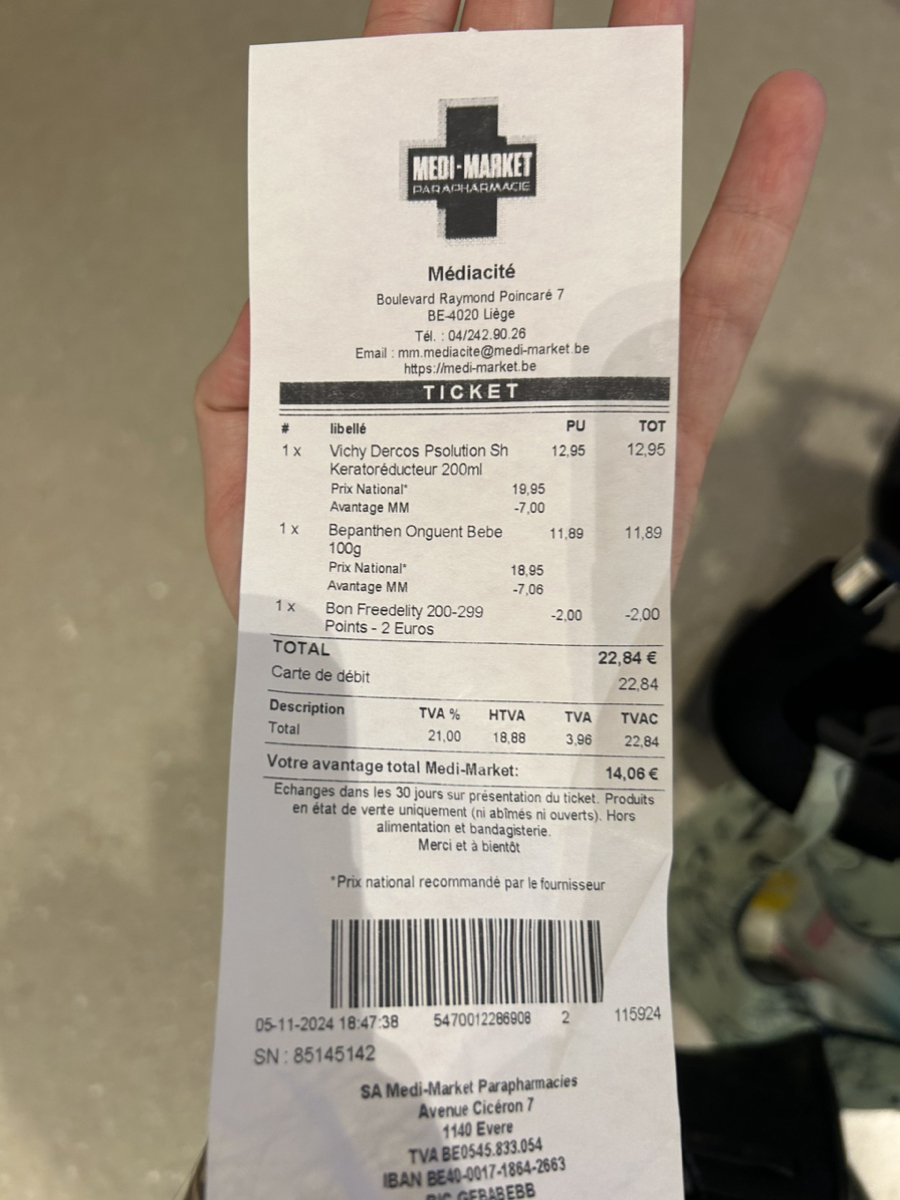 MEDI-MARKET
PARAPHARMACIE
Médiacité
Boulevard Raymond Poincaré 7
BE-4020 Liège
Tél. : 04/242.90.26
Email : mm.mediacite@medi-market.be
https://medi-market.be
TICKET
# libellé PU TOT
1 x Vichy Dercos Psolution Sh 12,95 12,95
Keratoréducteur 200ml
Prix National* 19,95
Avantage MM -7,00
1 x Bepanthen Onguent Bebe 11,89 11,89
100g
Prix National* 18,95
Avantage MM -7,06
1 x Bon Freedelity 200-299 -2,00 -2,00
Points - 2 Euros
TOTAL 22,84 €
Carte de débit 22,84
Description TVA % HTVA TVA TVAC
Total 21,00 18,88 3,96 22,84
Votre avantage total Medi-Market: 14,06 €
Echanges dans les 30 jours sur présentation du ticket. Produits
en état de vente uniquement (ni abîmés ni ouverts). Hors
alimentation et bandagisterie.
Merci et à bientôt
*Prix national recommandé par le fournisseur
05-11-2024 18:47:38 5470012286908 2 115924
SN : 85145142
SA Medi-Market Parapharmacies
Avenue Cicéron 7
1140 Evere
TVA BE0545.833.054
IBAN BE40-0017-1864-2663
BIC GEBABEBB